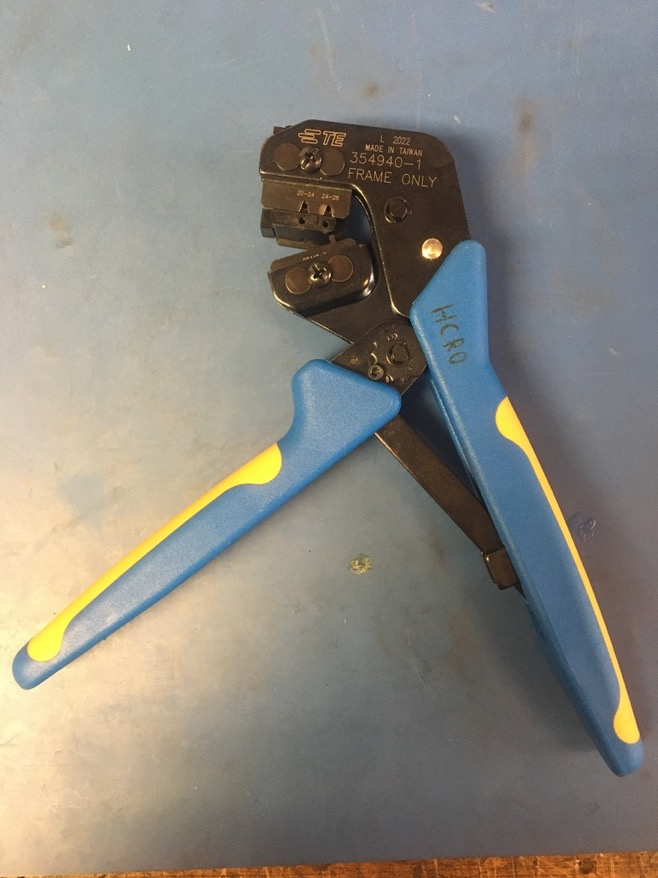 TE
L 2022
MADE IN TAIWAN
354940-1
FRAME ONLY
20-24 24-26
HCRO